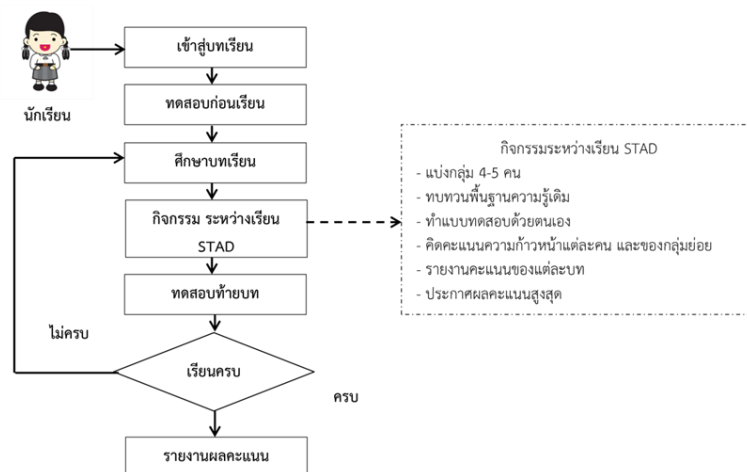 เข้าสู่บทเรียน
นักเรียน
ทดสอบก่อนเรียน
ศึกษาบทเรียน
กิจกรรม ระหว่างเรียน
STAD
ทดสอบท้ายบท
ไม่ครบ
เรียนครบ
ครบ
รายงานผลคะแนน
กิจกรรมระหว่างเรียน STAD
- แบ่งกลุ่ม 4-5 คน
- ทบทวนพื้นฐานความรู้เดิม
- ทำแบบทดสอบด้วยตนเอง
- คิดคะแนนความก้าวหน้าแต่ละคน และของกลุ่มย่อย
- รายงานคะแนนของแต่ละบท
- ประกาศผลคะแนนสูงสุด